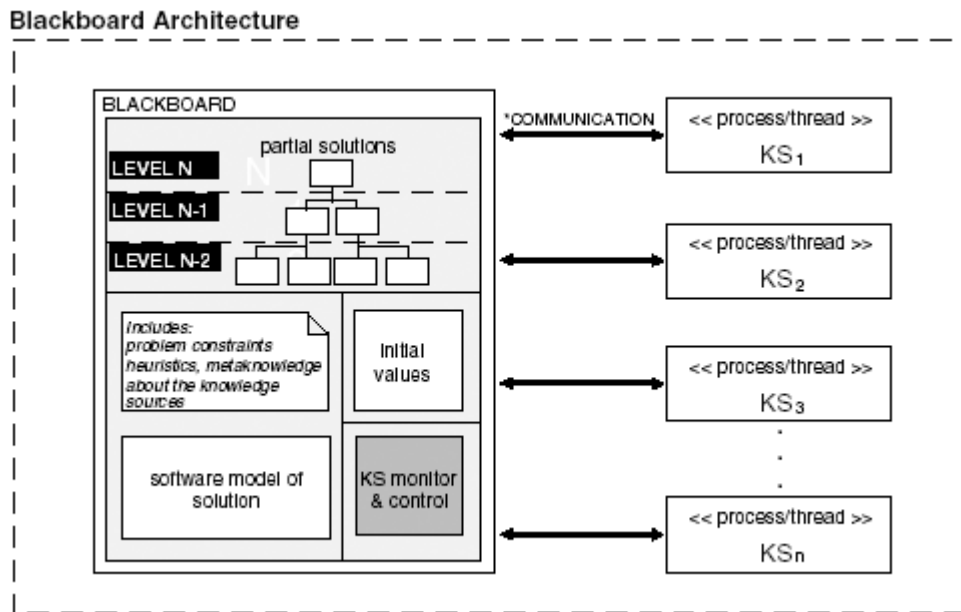 Blackboard Architecture
BLACKBOARD
partial solutions
LEVEL N
N
LEVEL N-1
LEVEL N-2
Includes:
problem constraints
heuristics, metaknowledge
about the knowledge
sources
initial
values
software model of
solution
KS monitor
& control
*COMMUNICATION
<< process/thread >>
KS1
<< process/thread >>
KS2
<< process/thread >>
KS3
<< process/thread >>
KSn